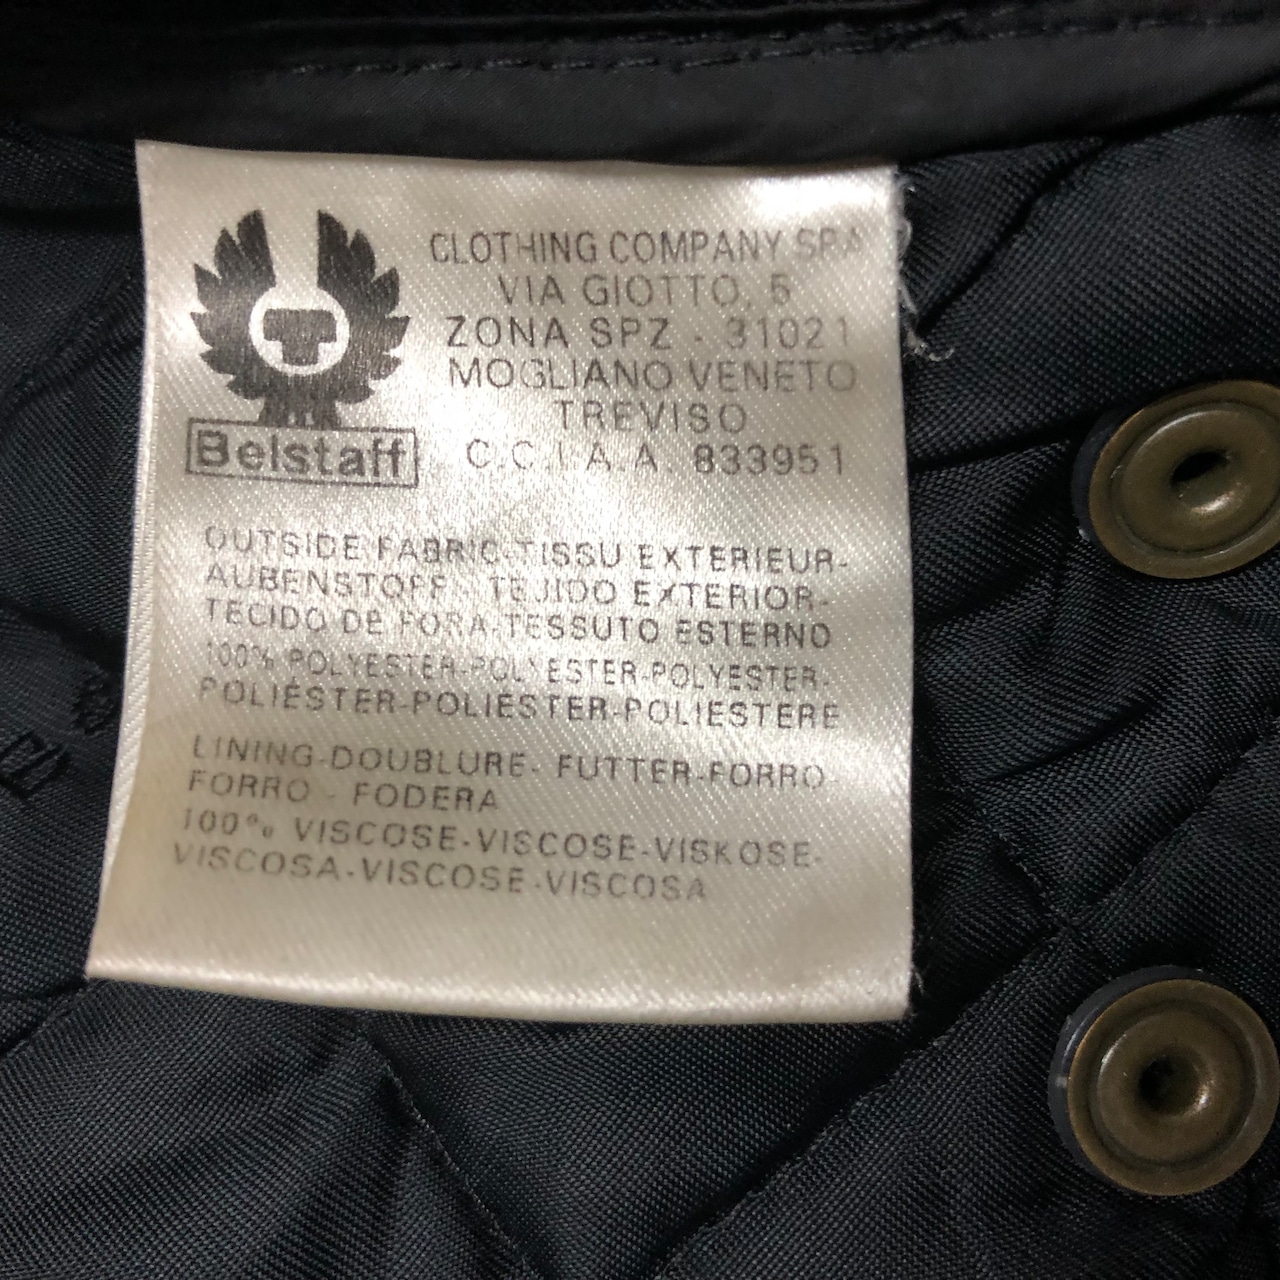 CLOTHING COMPANY SPA
VIA GIOTTO, 5
ZONA SPZ - 31021
MOGLIANO VENETO
TREVISO
C.C.I.A.A. 833951
Belstaff
OUTSIDE FABRIC-TISSU EXTERIEUR-
AUBENSTOFF - TEJIDO EXTERIOR-
TECIDO DE FORA-TESSUTO ESTERNO
100% POLYESTER-POLYESTER-POLYESTER-
POLIÉSTER-POLIESTER-POLIESTERE
LINING-DOUBLURE- FUTTER-FORRO-
FORRO - FODERA
100% VISCOSE-VISCOSE-VISKOSE-
VISCOSA-VISCOSE-VISCOSA